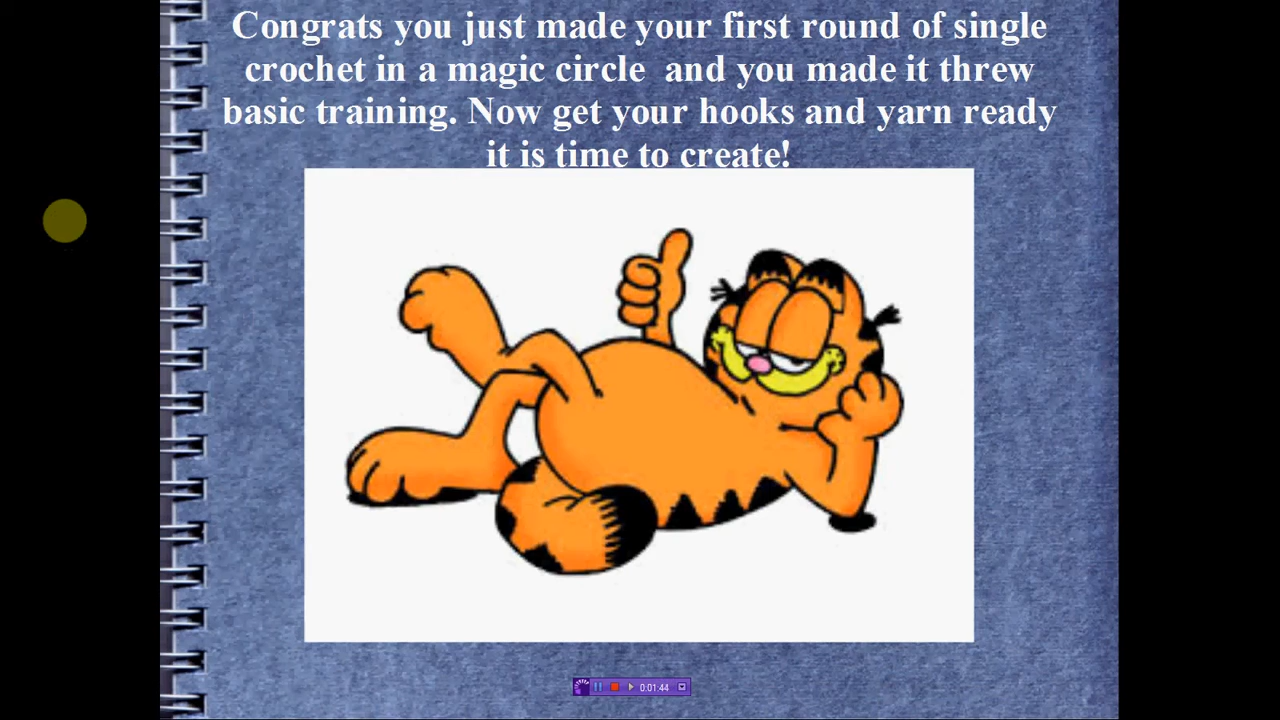 Congrats you just made your first round of single
crochet in a magic circle  and you made it threw
basic training. Now get your hooks and yarn ready
it is time to create!
0:01:44